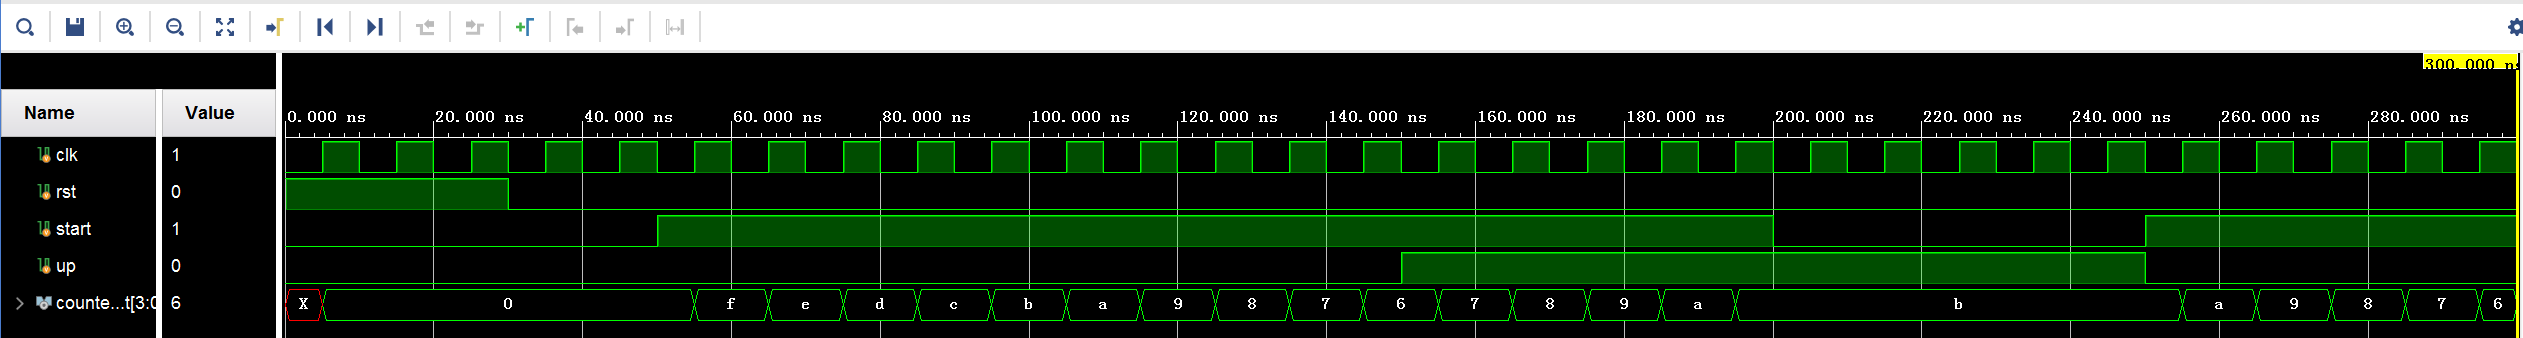 300.000 ns
Name Value
0.000 ns 20.000 ns 40.000 ns 60.000 ns 80.000 ns 100.000 ns 120.000 ns 140.000 ns 160.000 ns 180.000 ns 200.000 ns 220.000 ns 240.000 ns 260.000 ns 280.000 ns
clk 1
rst 0
start 1
up 0
counte...t[3:0 6 X 0 f e d c b a 9 8 7 6 7 8 9 a b a 9 8 7 6